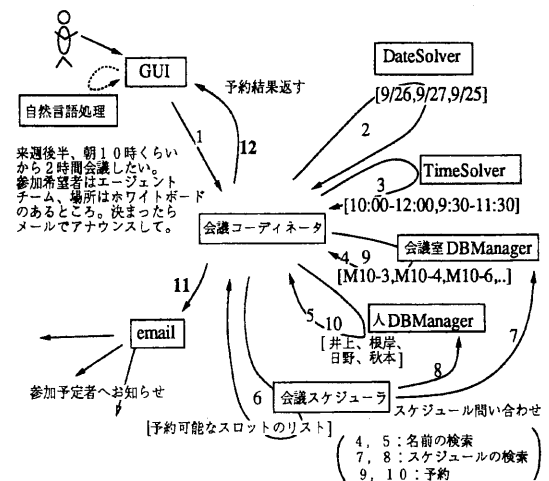 DateSolver
GUI
[9/26,9/27,9/25]
予約結果返す
自然言語処理
1
12
2
来週後半、朝10時くらい
から2時間会議したい。
参加希望者はエージェント
チーム、場所はホワイトボード
のあるところ。決まったら
メールでアナウンスして。
TimeSolver
3
[10:00-12:00,9:30-11:30]
会議コーディネータ
会議室DBManager
4 9
[M10-3,M10-4,M10-6,..]
11
email
5
10
人DBManager
[井上、根岸、
日野、秋本]
7
8
参加予定者へお知らせ
6
会議スケジューラ
スケジュール問い合わせ
[予約可能なスロットのリスト]
4, 5:名前の検索
7, 8:スケジュールの検索
9, 10:予約